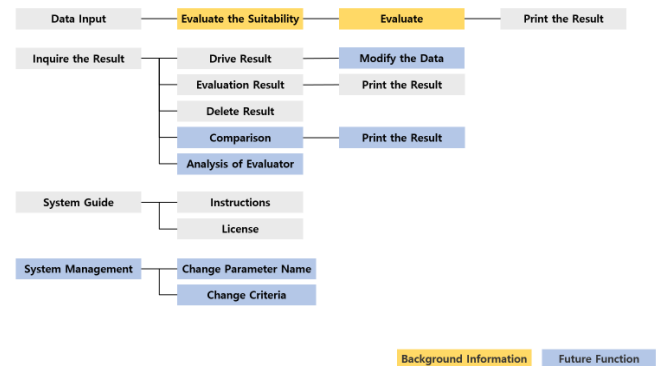 Data Input
Evaluate the Suitability
Evaluate
Print the Result
Inquire the Result
Drive Result
Modify the Data
Evaluation Result
Print the Result
Delete Result
Comparison
Print the Result
Analysis of Evaluator
System Guide
Instructions
License
System Management
Change Parameter Name
Change Criteria
Background Information
Future Function